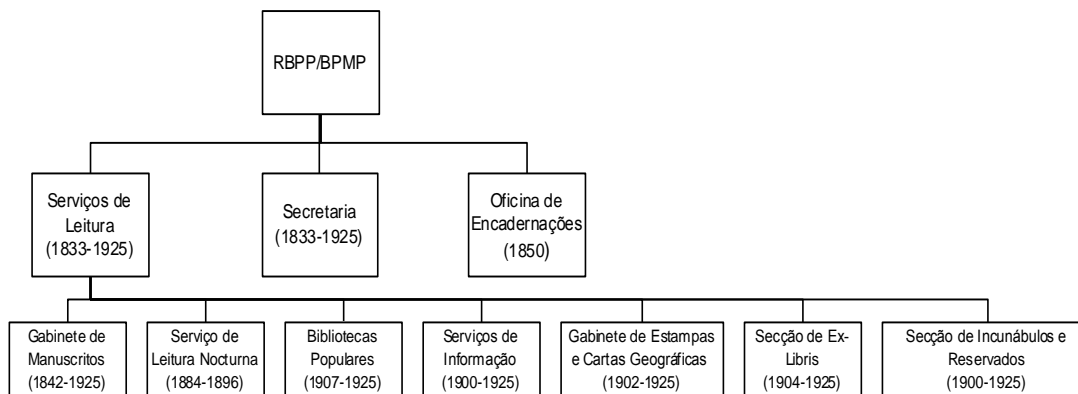 RBPP/BPMP
Serviços de
Leitura
(1833-1925)
Secretaria
(1833-1925)
Oficina de
Encadernações
(1850)
Gabinete de
Manuscritos
(1842-1925)
Serviço de
Leitura Nocturna
(1884-1896)
Bibliotecas
Populares
(1907-1925)
Serviços de
Informação
(1900-1925)
Gabinete de Estampas
e Cartas Geográficas
(1902-1925)
Secção de Ex-
Libris
(1904-1925)
Secção de Incunábulos e
Reservados
(1900-1925)